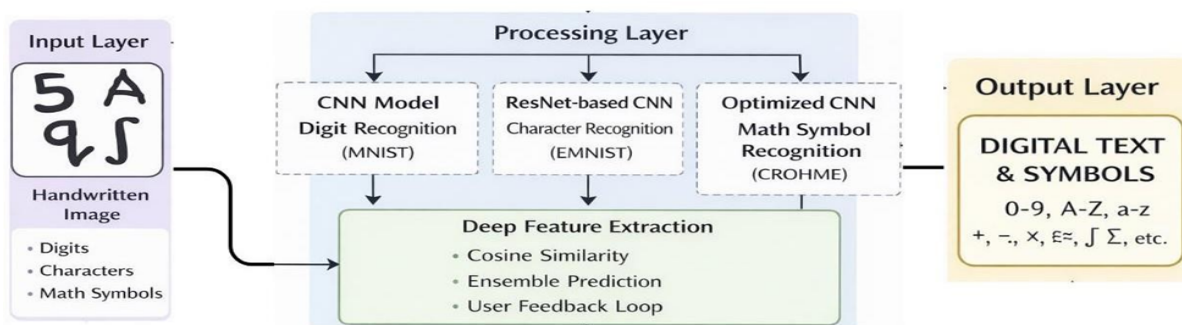 Input Layer
5 A
q ∫
Handwritten
Image
• Digits
• Characters
• Math Symbols
Processing Layer
CNN Model
Digit Recognition
(MNIST)
ResNet-based CNN
Character Recognition
(EMNIST)
Optimized CNN
Math Symbol
Recognition
(CROHME)
Deep Feature Extraction
• Cosine Similarity
• Ensemble Prediction
• User Feedback Loop
Output Layer
DIGITAL TEXT
& SYMBOLS
0-9, A-Z, a-z
+, -., ×, ∫ Σ, etc.